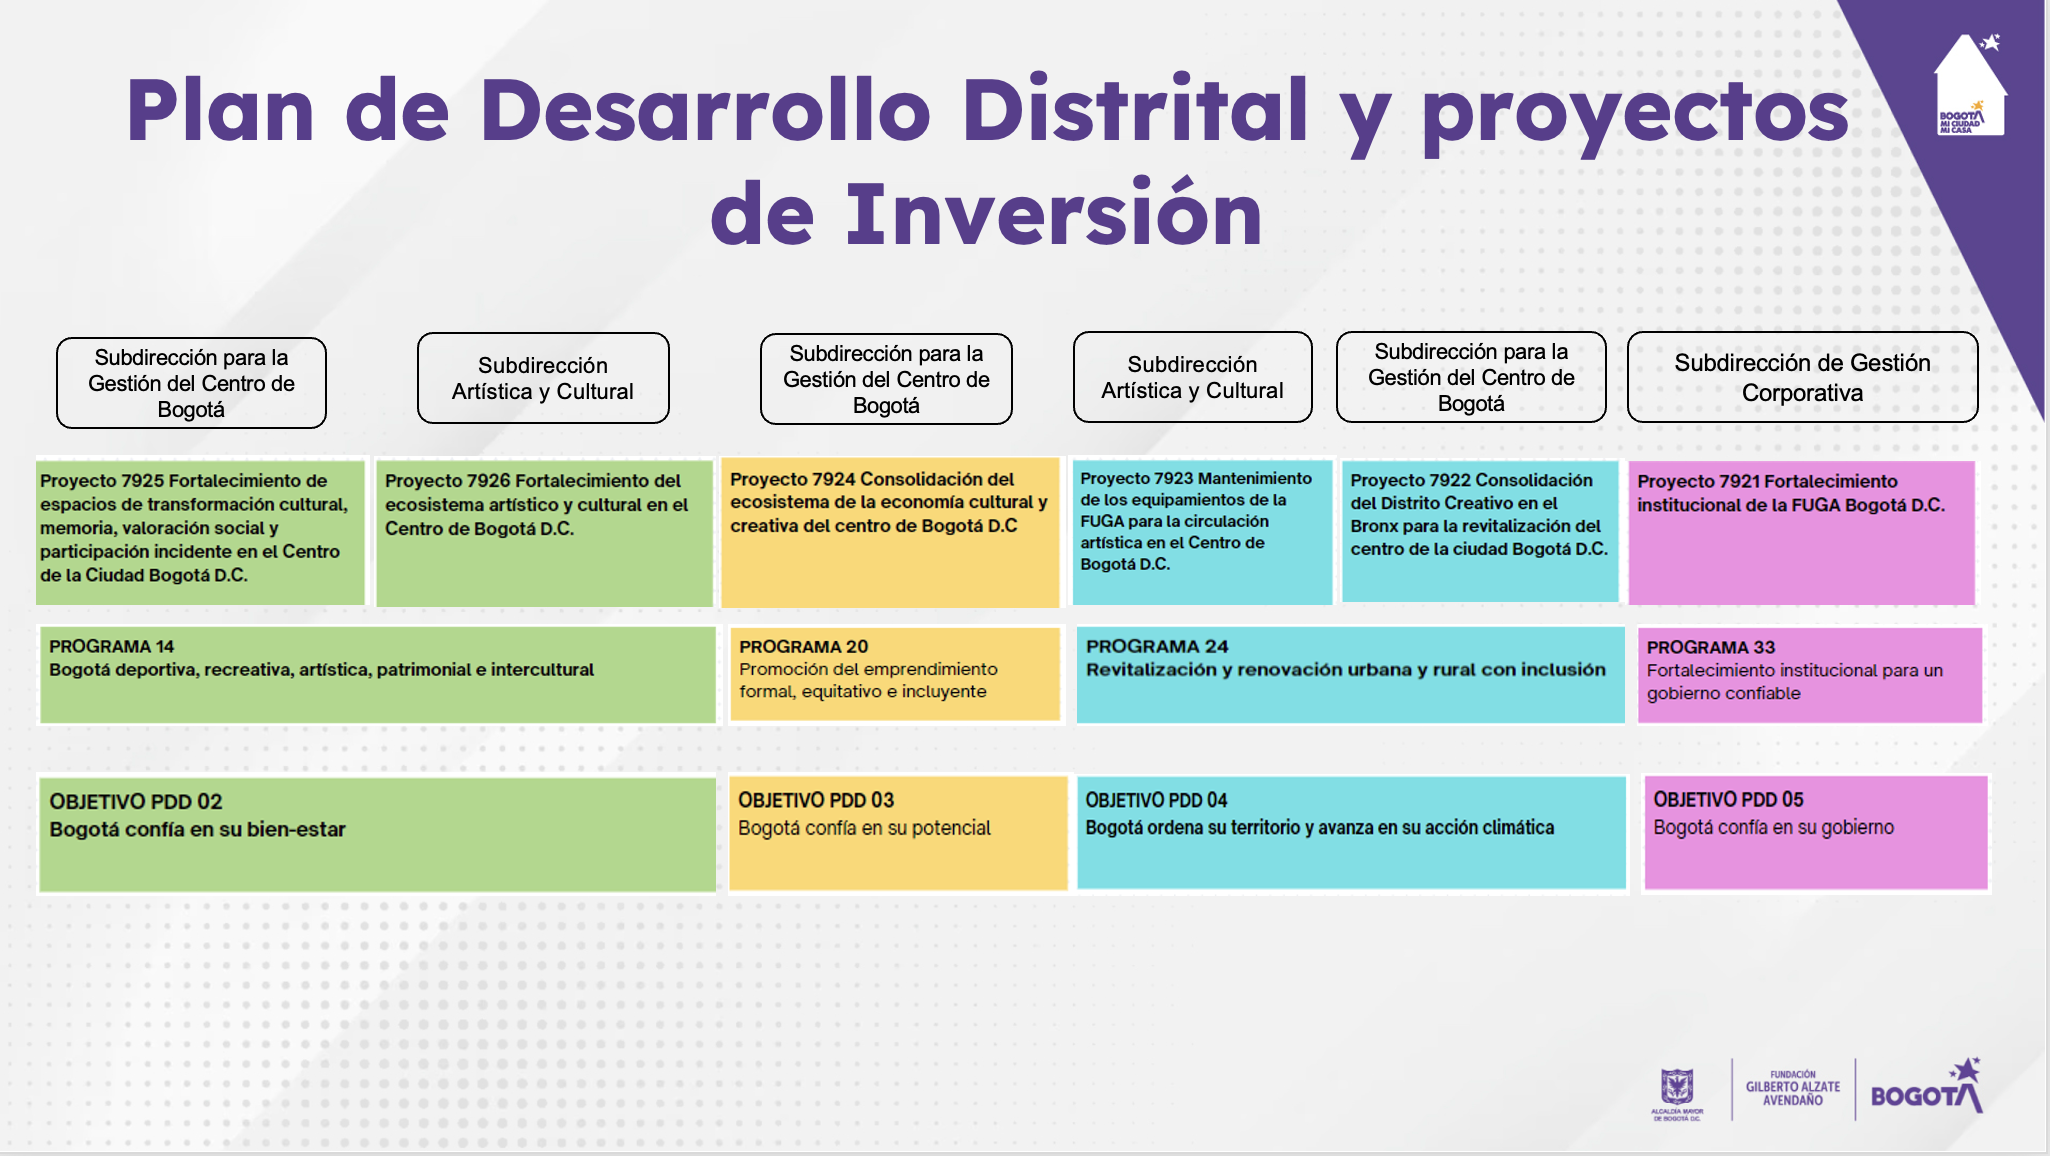 Plan de Desarrollo Distrital y proyectos
de Inversión
BOGOTÁ
MI CIUDAD
MI CASA
Subdirección para la
Gestión del Centro de
Bogotá
Subdirección
Artística y Cultural
Subdirección para la
Gestión del Centro de
Bogotá
Subdirección
Artística y Cultural
Subdirección para la
Gestión del Centro de
Bogotá
Subdirección de Gestión
Corporativa
Proyecto 7925 Fortalecimiento de
espacios de transformación cultural,
memoria, valoración social y
participación incidente en el Centro
de la Ciudad Bogotá D.C.
Proyecto 7926 Fortalecimiento del
ecosistema artístico y cultural en el
Centro de Bogotá D.C.
Proyecto 7924 Consolidación del
ecosistema de la economía cultural y
creativa del centro de Bogotá D.C
Proyecto 7923 Mantenimiento
de los equipamientos de la
FUGA para la circulación
artística en el Centro de
Bogotá D.C.
Proyecto 7922 Consolidación
del Distrito Creativo en el
Bronx para la revitalización del
centro de la ciudad Bogotá D.C.
Proyecto 7921 Fortalecimiento
institucional de la FUGA Bogotá D.C.
PROGRAMA 14
Bogotá deportiva, recreativa, artística, patrimonial e intercultural
PROGRAMA 20
Promoción del emprendimiento
formal, equitativo e incluyente
PROGRAMA 24
Revitalización y renovación urbana y rural con inclusión
PROGRAMA 33
Fortalecimiento institucional para un
gobierno confiable
OBJETIVO PDD 02
Bogotá confía en su bien-estar
OBJETIVO PDD 03
Bogotá confía en su potencial
OBJETIVO PDD 04
Bogotá ordena su territorio y avanza en su acción climática
OBJETIVO PDD 05
Bogotá confía en su gobierno
ALCALDÍA MAYOR
DE BOGOTÁ D.C.
FUNDACIÓN
GILBERTO ALZATE
AVENDAÑO
BOGOTÁ